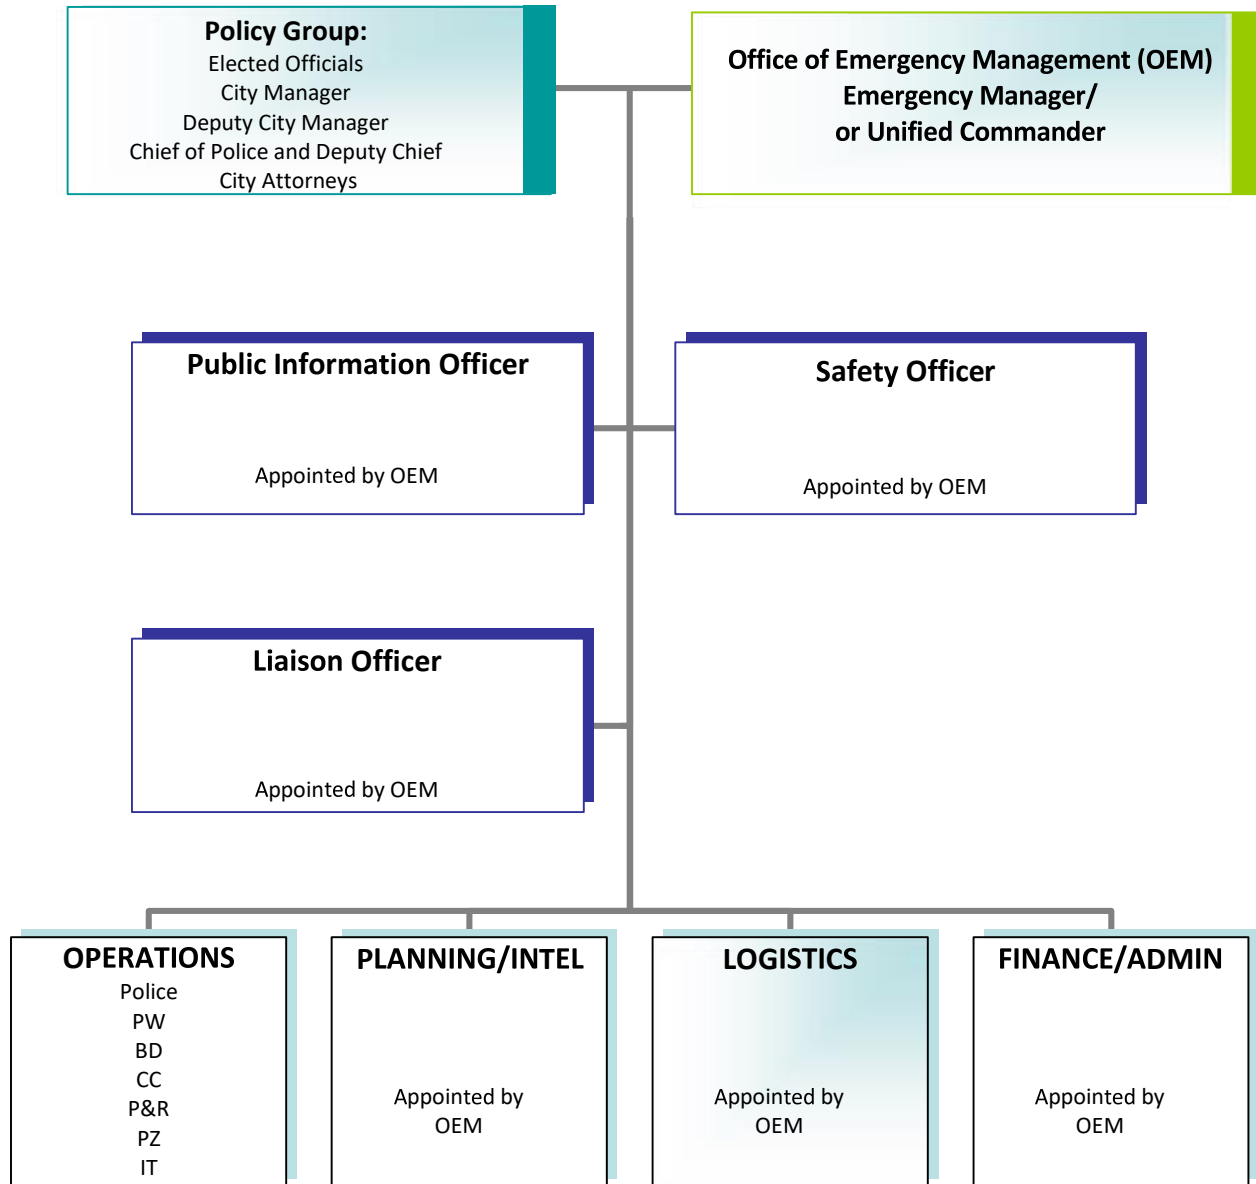 Policy Group:
Elected Officials
City Manager
Deputy City Manager
Chief of Police and Deputy Chief
City Attorneys
Office of Emergency Management (OEM)
Emergency Manager/
or Unified Commander
Public Information Officer
Appointed by OEM
Safety Officer
Appointed by OEM
Liaison Officer
Appointed by OEM
OPERATIONS
Police
PW
BD
CC
P&R
PZ
IT
PLANNING/INTEL
Appointed by
OEM
LOGISTICS
Appointed by
OEM
FINANCE/ADMIN
Appointed by
OEM